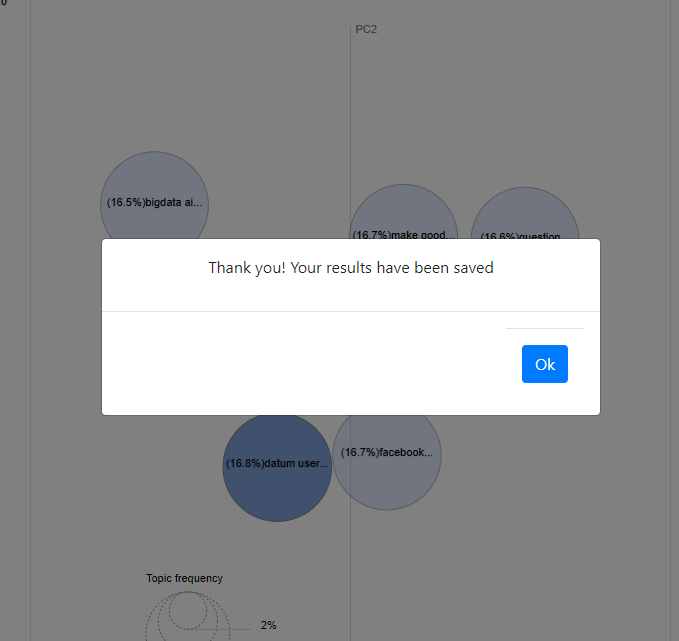 PC2
(16.5%)bigdata ai...
(16.7%)make good...
(16.6%)question
Thank you! Your results have been saved
Ok
(16.8%)datum user...
(16.7%)facebook...
Topic frequency
2%